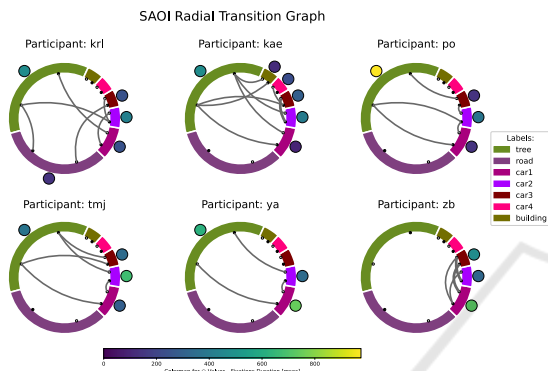 SAOI Radial Transition Graph
Participant: krl
Participant: kae
Participant: po
Labels:
tree
road
car1
car2
car3
car4
building
Participant: tmj
Participant: ya
Participant: zb
0 200 400 600 800